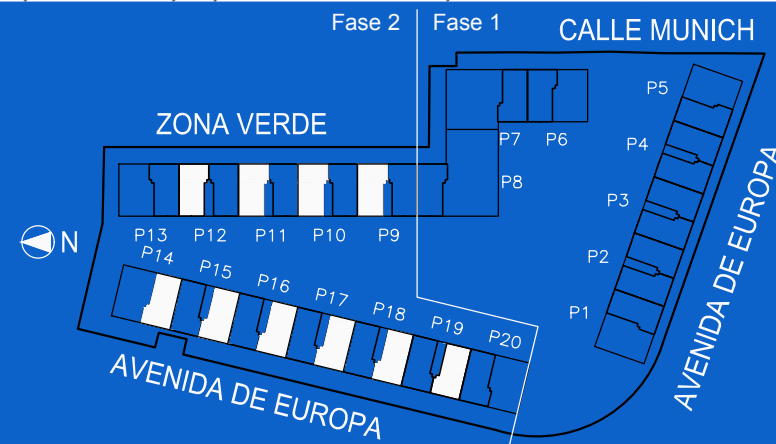 Fase 2
Fase 1
CALLE MUNICH
P5
ZONA VERDE
P7
P6
P4
P8
P3
P13
P12
P11
P10
P9
N
P14
P15
P2
P16
P17
P1
P18
P19
P20
AVENIDA DE EUROPA
AVENIDA DE EUROPA